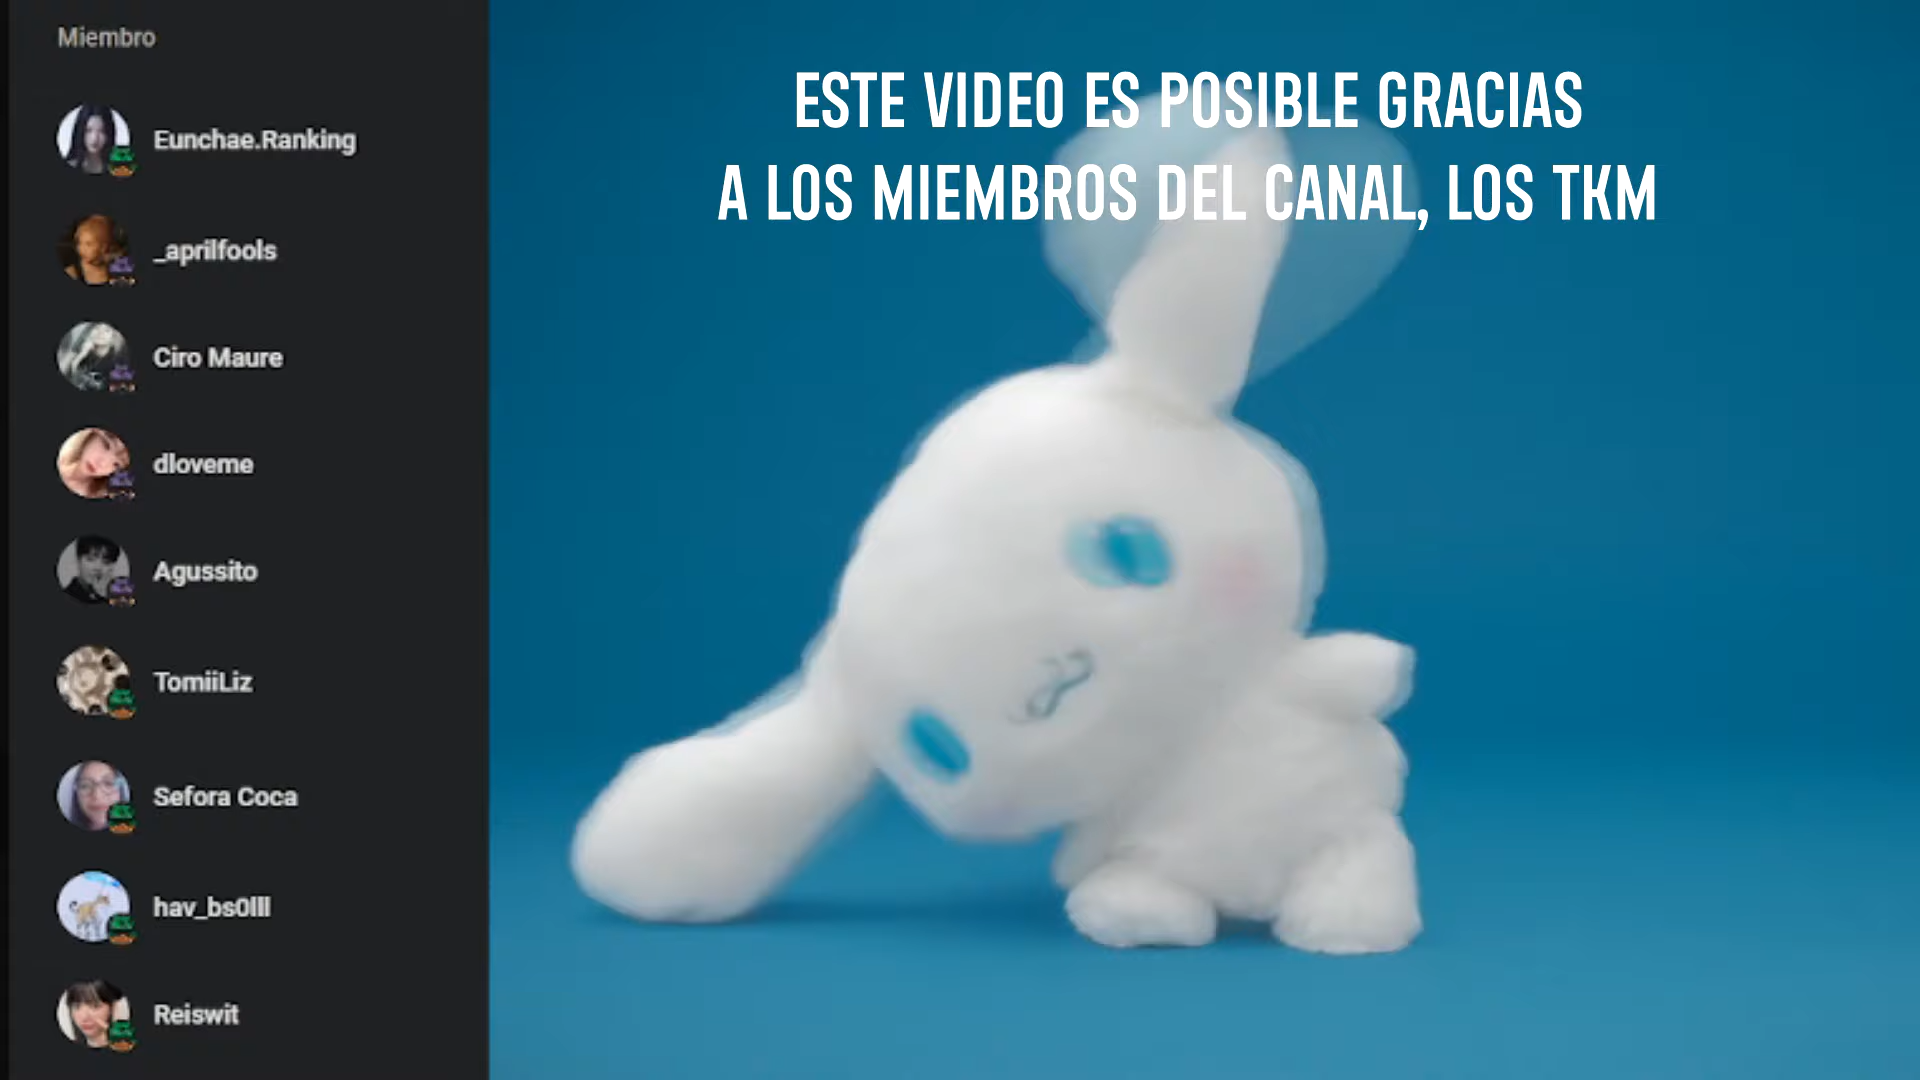 Miembro
Eunchae.Ranking
_aprilfools
Ciro Maure
dloveme
Agussito
TomiiLiz
Sefora Coca
hav_bs0lll
Reiswit
ESTE VIDEO ES POSIBLE GRACIAS
A LOS MIEMBROS DEL CANAL, LOS TKM